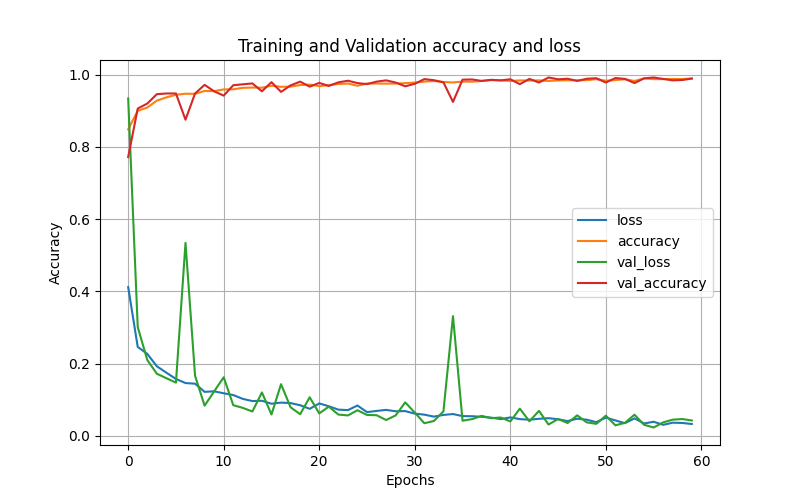 Training and Validation accuracy and loss
1.0
0.8
0.6
0.4
0.2
0.0
Accuracy
loss
accuracy
val_loss
val_accuracy
0
10
20
30
40
50
60
Epochs